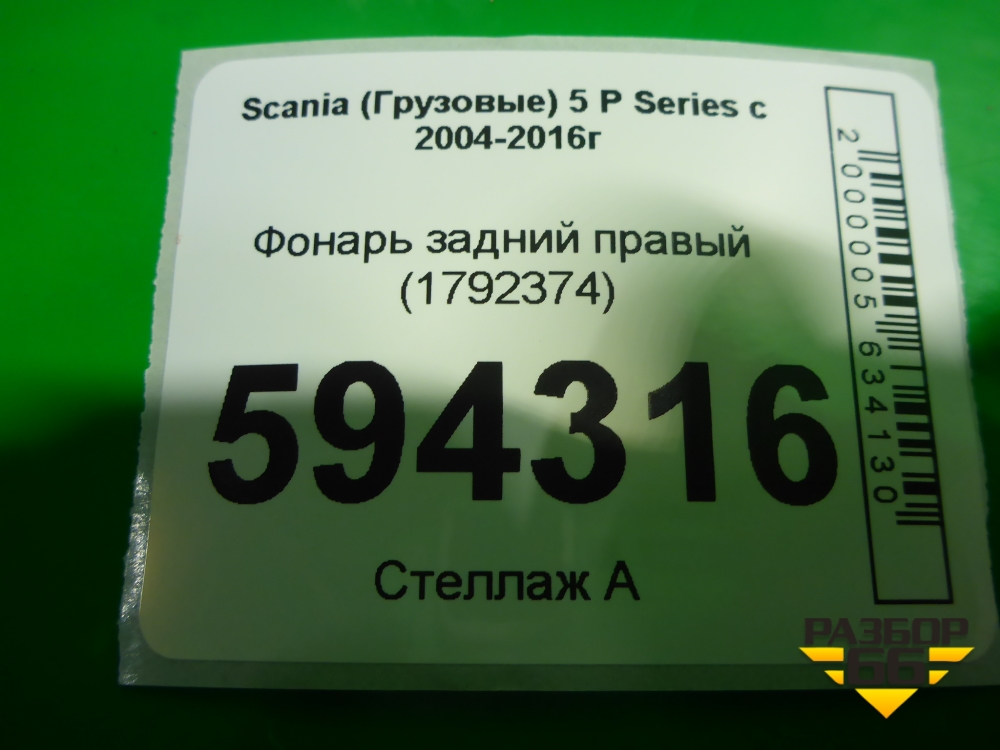 Scania (Грузовые) 5 P Series с
2004-2016г
Фонарь задний правый
(1792374)
594316
Стеллаж А
2000005634130
РАЗБОР
66